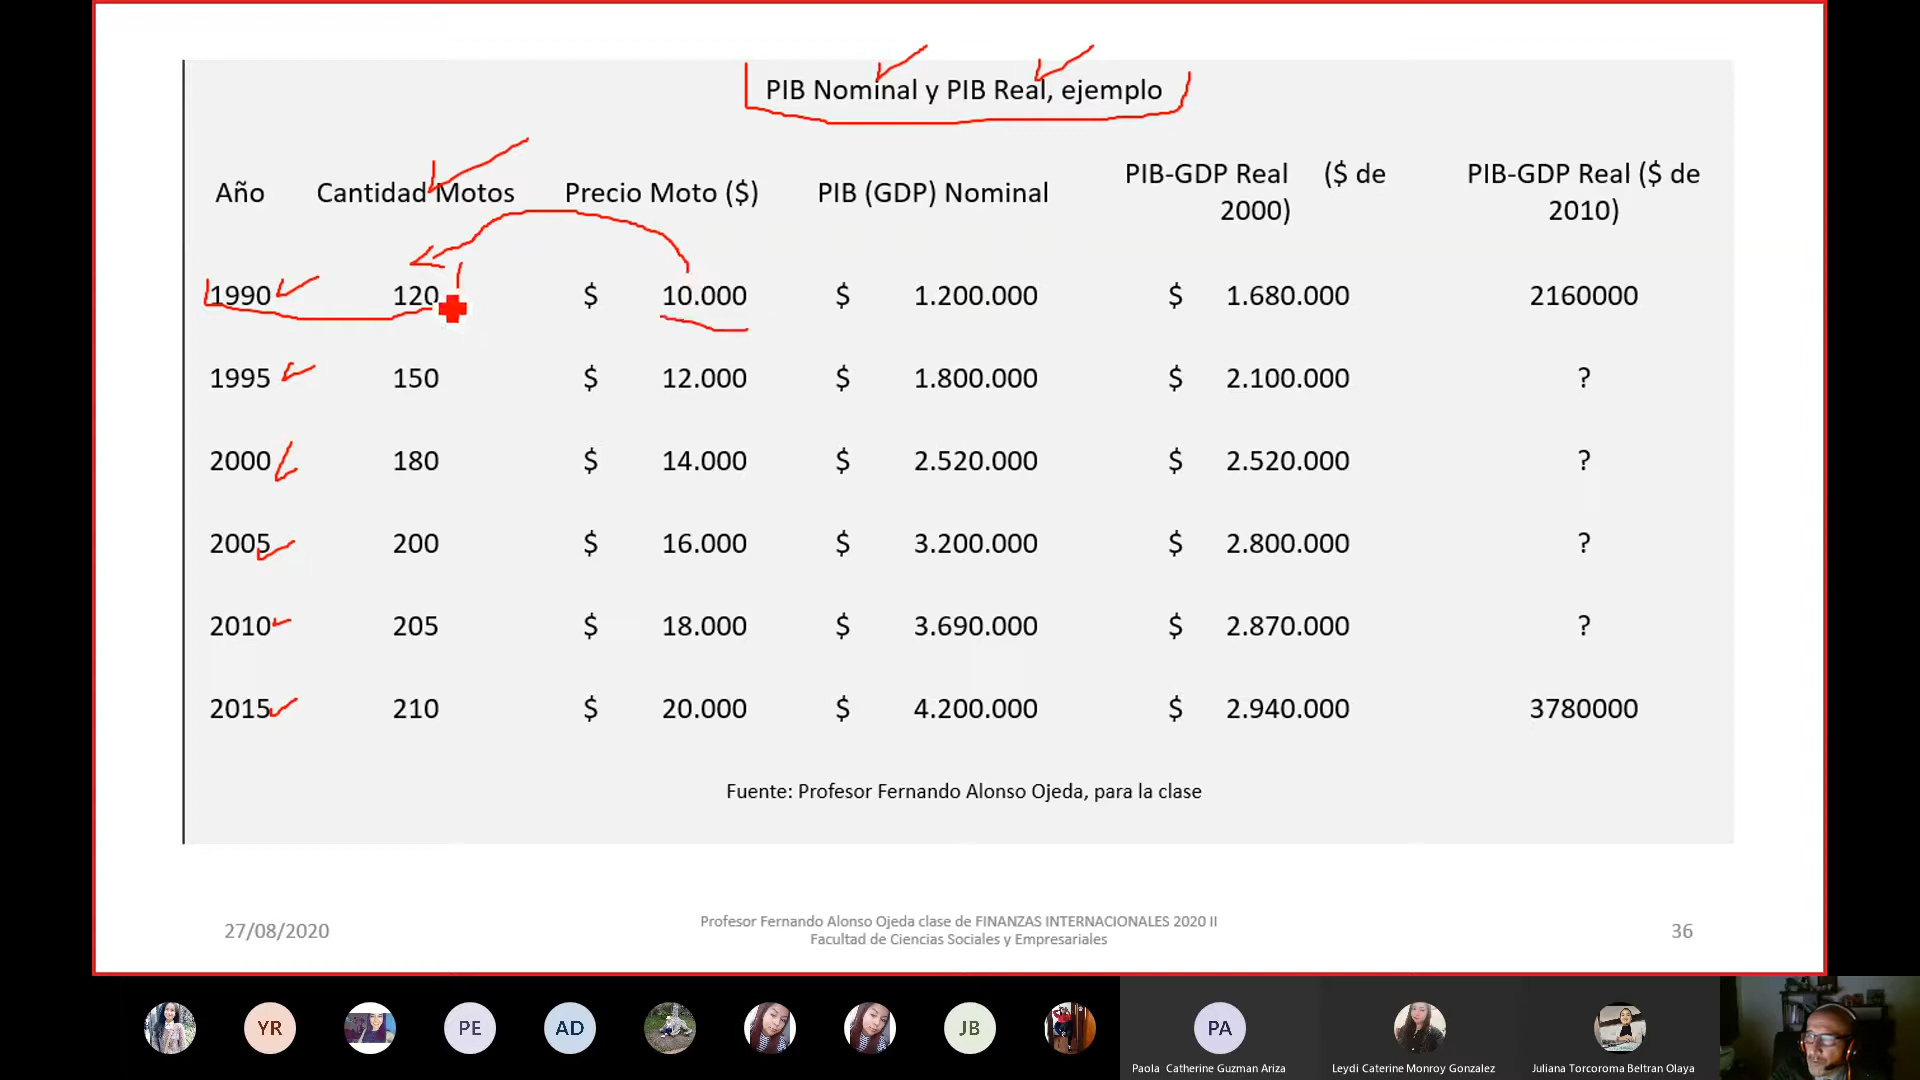 PIB Nominal y PIB Real, ejemplo
Año Cantidad Motos Precio Moto ($) PIB (GDP) Nominal PIB-GDP Real ($ de 2000) PIB-GDP Real ($ de 2010)
1990 120 $ 10.000 $ 1.200.000 $ 1.680.000 2160000
1995 150 $ 12.000 $ 1.800.000 $ 2.100.000 ?
2000 180 $ 14.000 $ 2.520.000 $ 2.520.000 ?
2005 200 $ 16.000 $ 3.200.000 $ 2.800.000 ?
2010 205 $ 18.000 $ 3.690.000 $ 2.870.000 ?
2015 210 $ 20.000 $ 4.200.000 $ 2.940.000 3780000
Fuente: Profesor Fernando Alonso Ojeda, para la clase
27/08/2020
Profesor Fernando Alonso Ojeda clase de FINANZAS INTERNACIONALES 2020 II
Facultad de Ciencias Sociales y Empresariales
36
YR PE AD JB PA
Paola Catherine Guzman Ariza
Leydi Caterine Monroy Gonzalez
Juliana Torcoroma Beltran Olaya